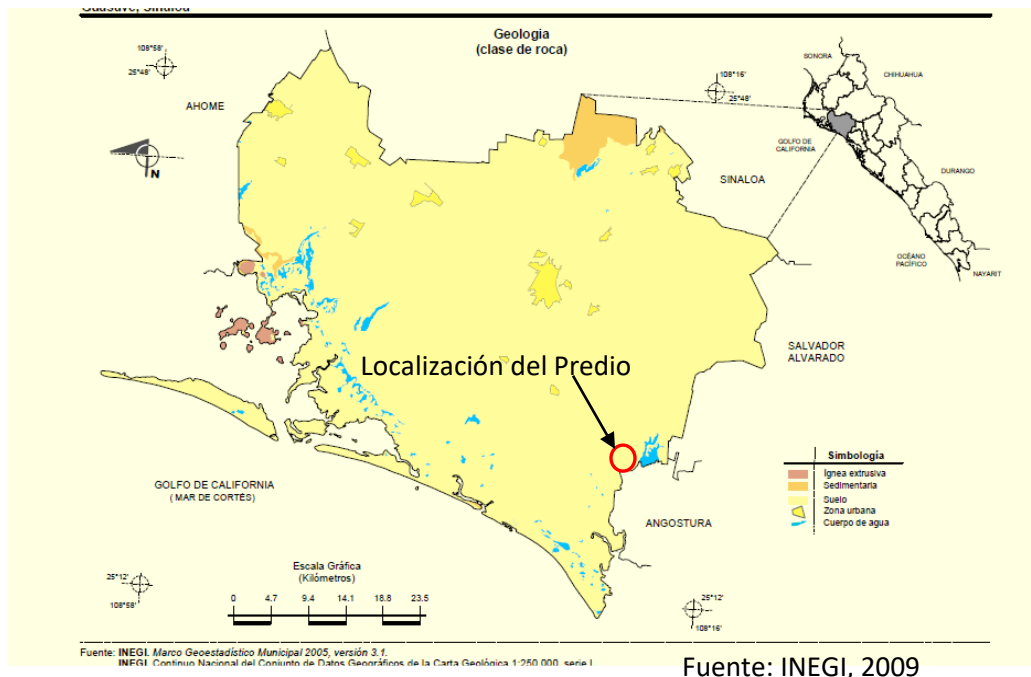 Guasave, Sinaloa
Geología
(clase de roca)
108°58'
25°48'
AHOME
N
108°16'
25°48'
SONORA
CHIHUAHUA
GOLFO DE
CALIFORNIA
DURANGO
OCÉANO
PACÍFICO
NAYARIT
SINALOA
SALVADOR
ALVARADO
Localización del Predio
GOLFO DE CALIFORNIA
( MAR DE CORTÉS)
ANGOSTURA
Simbología
Ignea extrusiva
Sedimentaria
Suelo
Zona urbana
Cuerpo de agua
25°12'
108°58'
Escala Gráfica
(Kilómetros)
0 4.7 9.4 14.1 18.8 23.5
25°12'
108°16'
Fuente: INEGI. Marco Geoestadístico Municipal 2005, versión 3.1.
INEGI. Continuo Nacional del Conjunto de Datos Geográficos de la Carta Geológica 1:250 000, serie I.
Fuente: INEGI, 2009